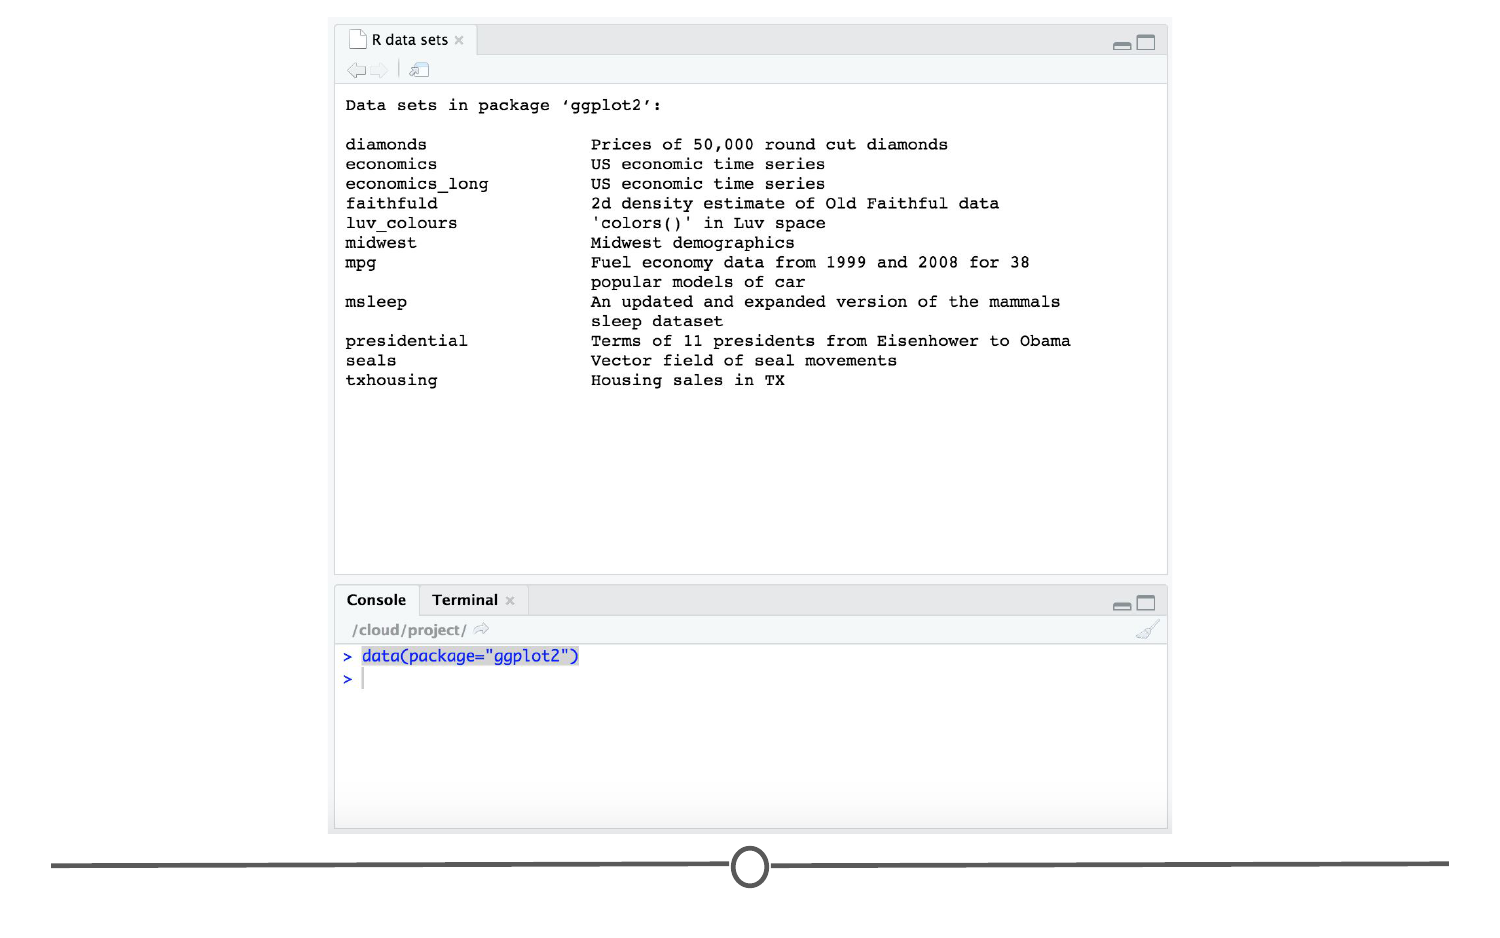 R data sets
Data sets in package ‘ggplot2’:
diamonds Prices of 50,000 round cut diamonds
economics US economic time series
economics_long US economic time series
faithfuld 2d density estimate of Old Faithful data
luv_colours 'colors()' in Luv space
midwest Midwest demographics
mpg Fuel economy data from 1999 and 2008 for 38
popular models of car
msleep An updated and expanded version of the mammals
sleep dataset
presidential Terms of 11 presidents from Eisenhower to Obama
seals Vector field of seal movements
txhousing Housing sales in TX
Console Terminal
/cloud/project/
> data(package="ggplot2")
>